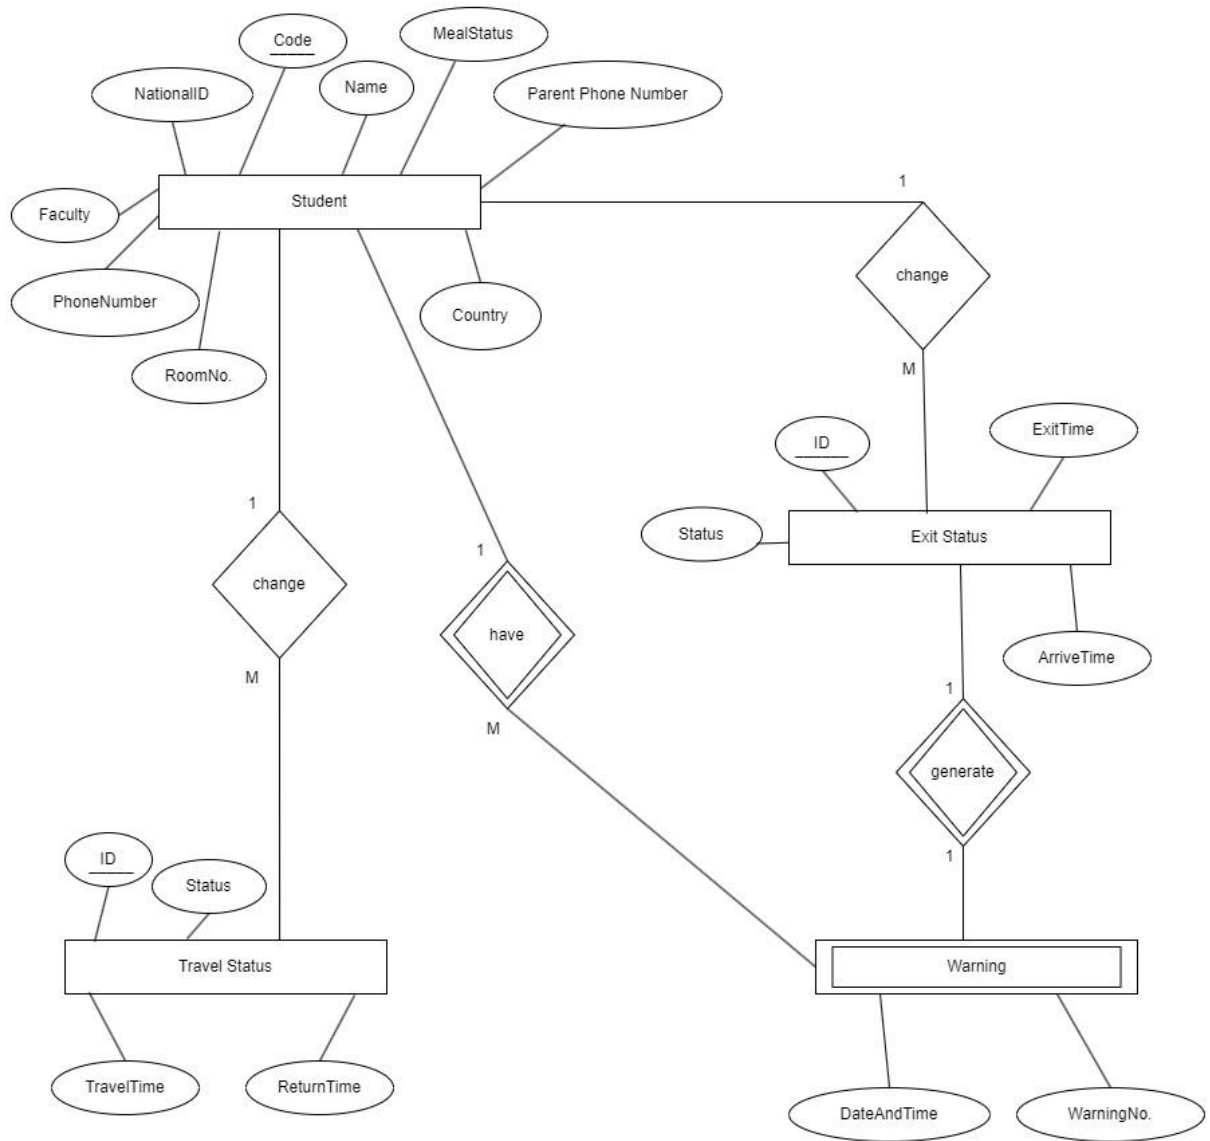 Code
MealStatus
NationalID
Name
Parent Phone Number
1
Student
Faculty
change
PhoneNumber
Country
M
RoomNo.
ID
ExitTime
1
Status
Exit Status
1
change
have
ArriveTime
M
1
M
generate
ID
1
Status
Travel Status
Warning
TravelTime
ReturnTime
DateAndTime
WarningNo.